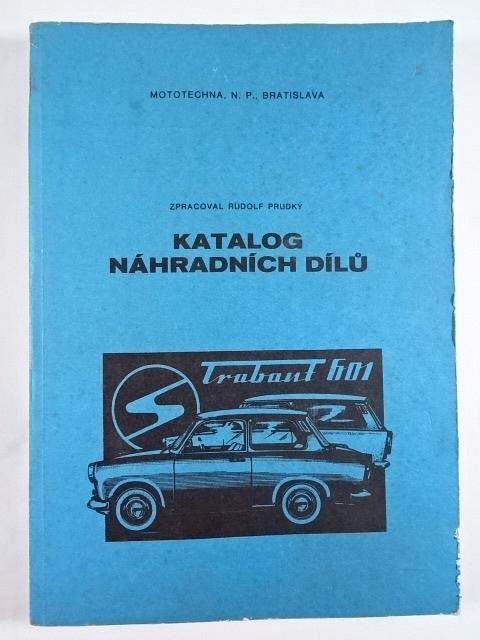 MOTOTECHNA, N. P., BRATISLAVA
ZPRACOVAL RUDOLF PRUDKÝ
KATALOG
NÁHRADNÍCH DÍLŮ
Trabant 601